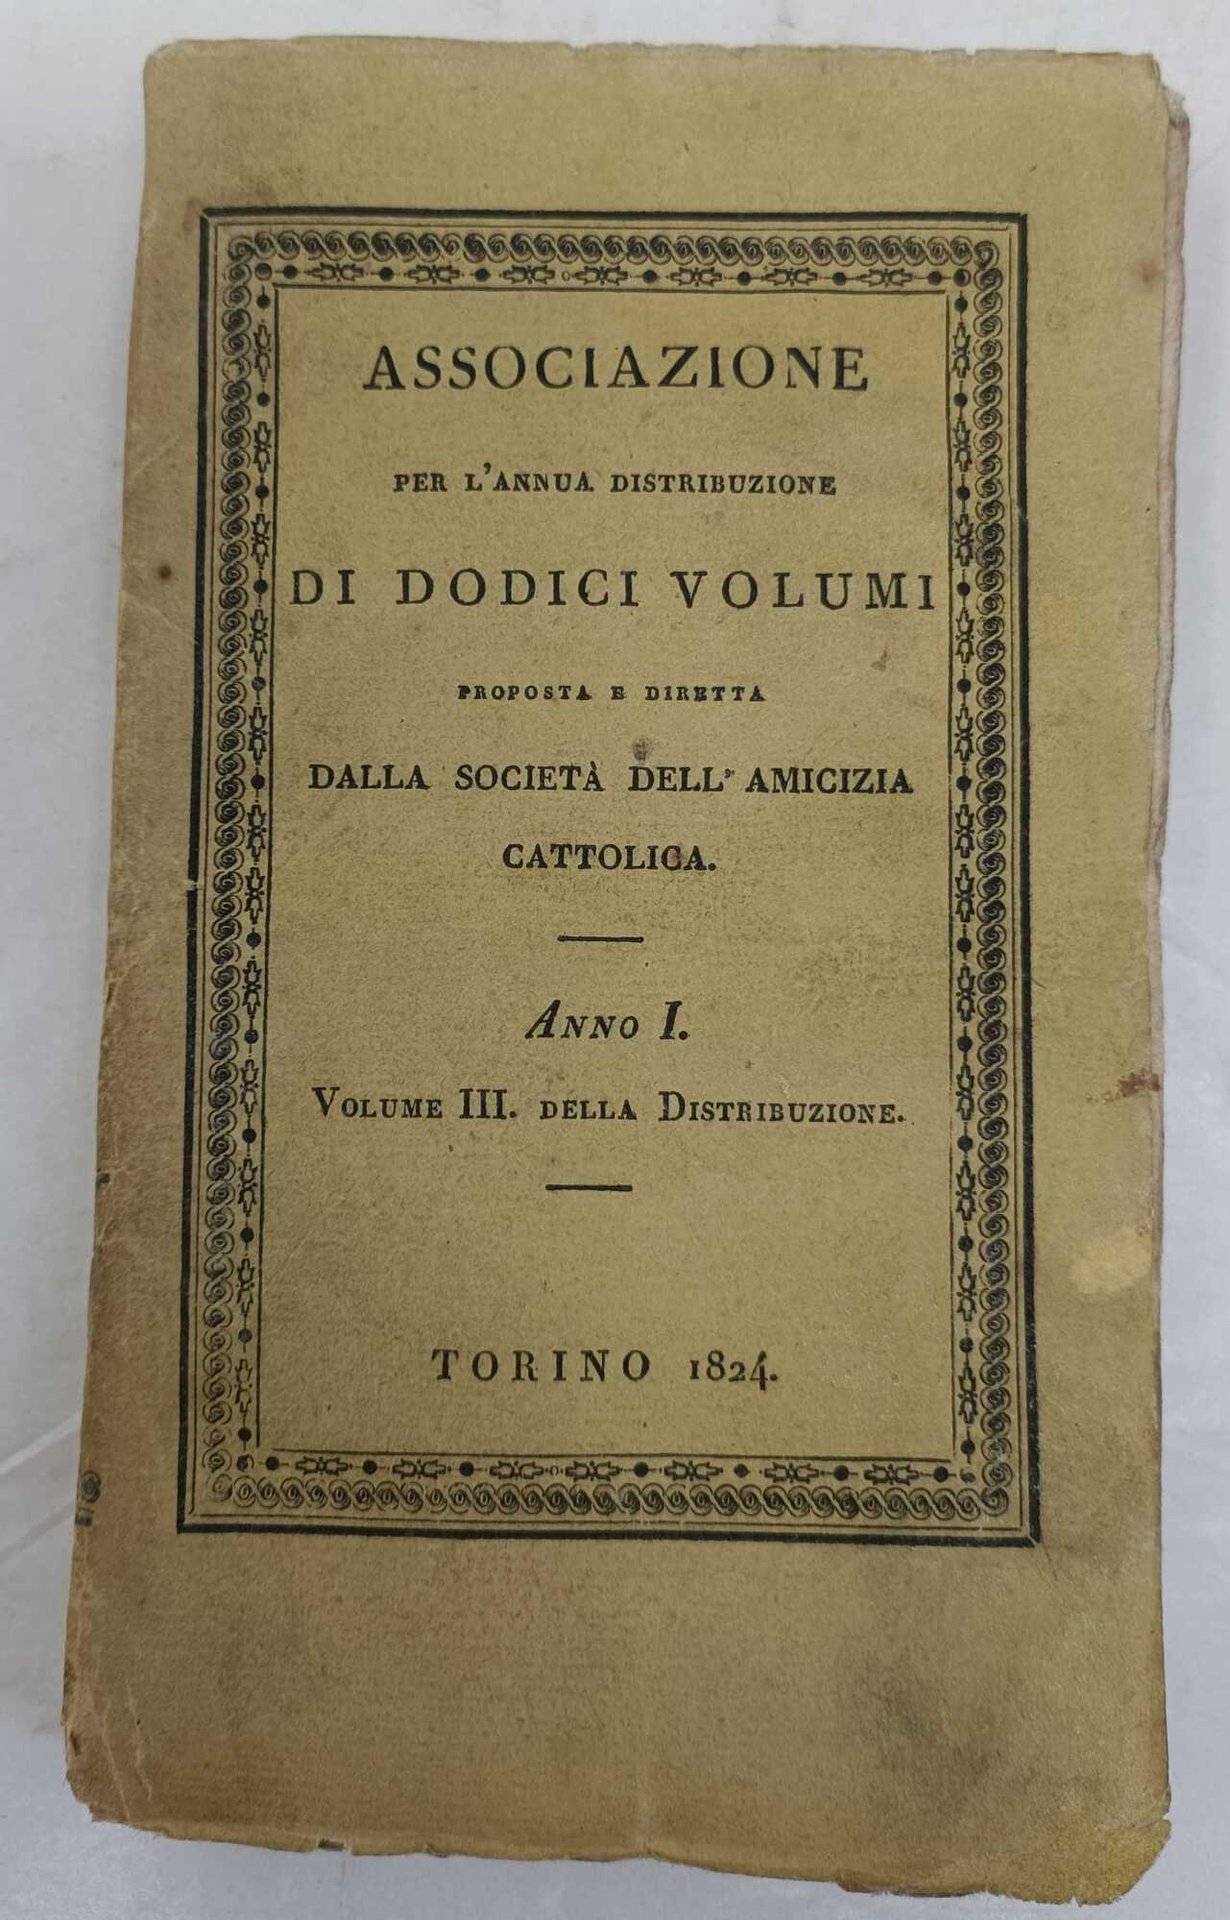 ASSOCIAZIONE
PER L'ANNUA DISTRIBUZIONE
DI DODICI VOLUMI
PROPOSTA E DIRETTA
DALLA SOCIETÀ DELL' AMICIZIA
CATTOLICA.
ANNO I.
VOLUME III. DELLA DISTRIBUZIONE.
TORINO 1824.